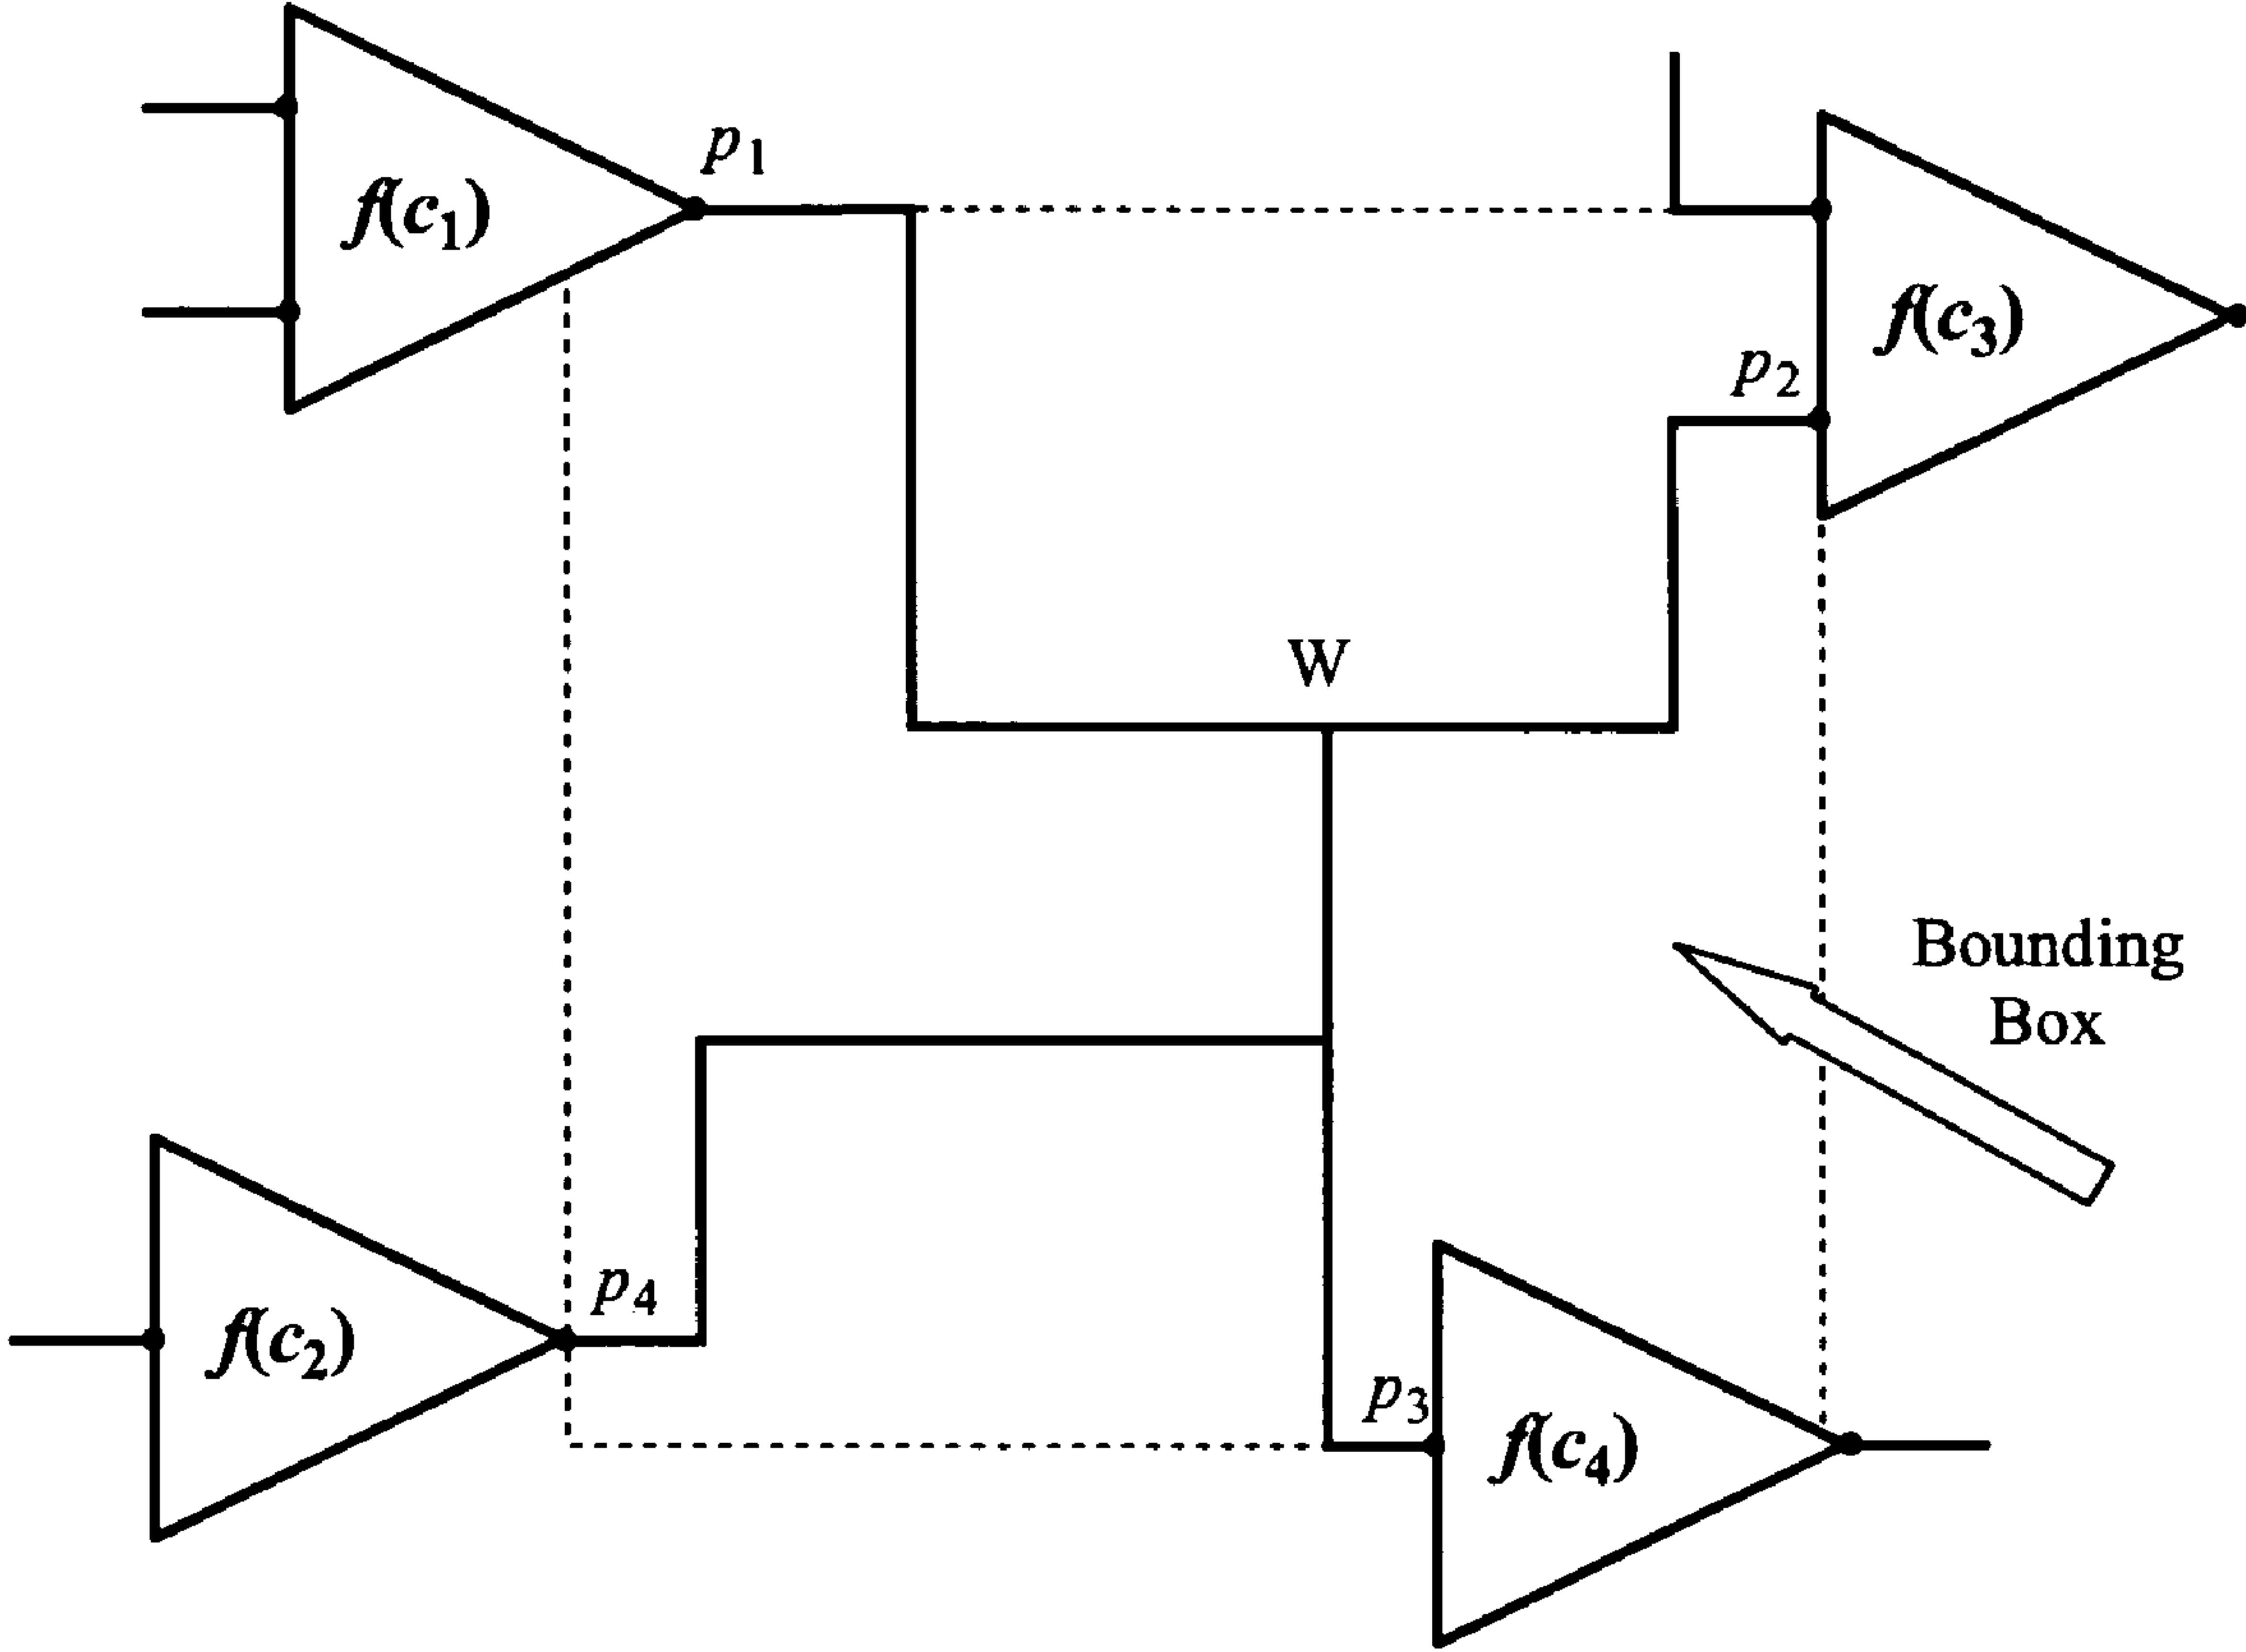 p₁
f(c₁)
f(c₃)
p₂
W
Bounding
Box
p₄
f(c₂)
p₃
f(c₄)